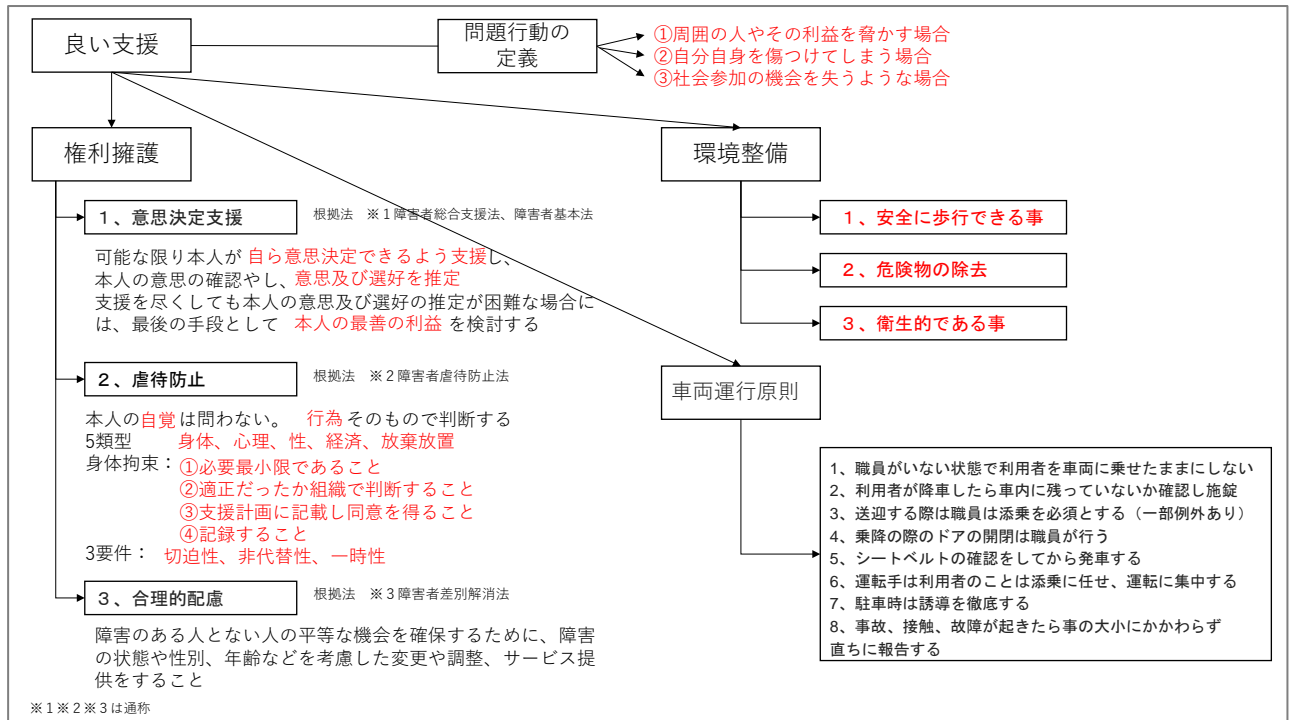 良い支援
問題行動の
定義
①周囲の人やその利益を脅かす場合
②自分自身を傷つけてしまう場合
③社会参加の機会を失うような場合
権利擁護
1、意思決定支援
根拠法　※1障害者総合支援法、障害者基本法
可能な限り本人が 自ら意思決定できるよう支援し、
本人の意思の確認やし、意思及び選好を推定
支援を尽くしても本人の意思及び選好の推定が困難な場合に
は、最後の手段として　本人の最善の利益 を検討する
2、虐待防止
根拠法　※2障害者虐待防止法
本人の自覚は問わない。　行為 そのもので判断する
5類型　　身体、心理、性、経済、放棄放置
身体拘束：①必要最小限であること
②適正だったか組織で判断すること
③支援計画に記載し同意を得ること
④記録すること
3要件：　切迫性、非代替性、一時性
3、合理的配慮
根拠法　※3障害者差別解消法
障害のある人とない人の平等な機会を確保するために、障害
の状態や性別、年齢などを考慮した変更や調整、サービス提
供をすること
※1※2※3は通称
環境整備
1、安全に歩行できる事
2、危険物の除去
3、衛生的である事
車両運行原則
1、職員がいない状態で利用者を車両に乗せたままにしない
2、利用者が降車したら車内に残っていないか確認し施錠
3、送迎する際は職員は添乗を必須とする（一部例外あり）
4、乗降の際のドアの開閉は職員が行う
5、シートベルトの確認をしてから発車する
6、運転手は利用者のことは添乗に任せ、運転に集中する
7、駐車時は誘導を徹底する
8、事故、接触、故障が起きたら事の大小にかかわらず
直ちに報告する